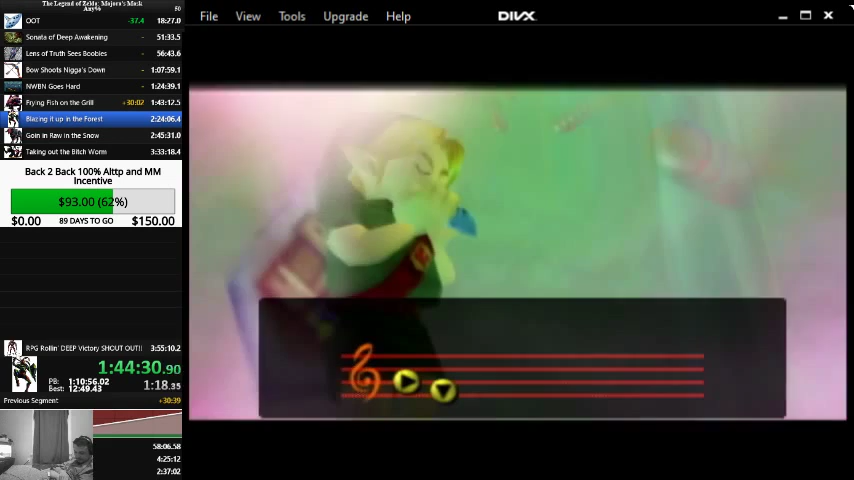 The Legend of Zelda: Majora's Mask
Any% 50
OOT -37.4 18:27.0
Sonata of Deep Awakening - 51:33.5
Lens of Truth Sees Boobies - 56:43.6
Bow Shoots Nigga's Down - 1:07:59.1
NWBN Goes Hard - 1:24:39.1
Frying Fish on the Grill +30:02 1:43:12.5
Blazing it up in the Forest 2:24:06.4
Goin in Raw in the Snow 2:45:31.0
Taking out the Bitch Worm 3:33:18.4
Back 2 Back 100% Alttp and MM
Incentive
$93.00 (62%)
$0.00 89 DAYS TO GO $150.00
RPG Rollin' DEEP Victory SHOUT OUT!! 3:55:10.2
1:44:30.90
PB: 1:10:56.02 1:18.35
Best: 12:49.43
Previous Segment +30:39
58:06.58
4:25:12
2:37:02
File View Tools Upgrade Help DIVX